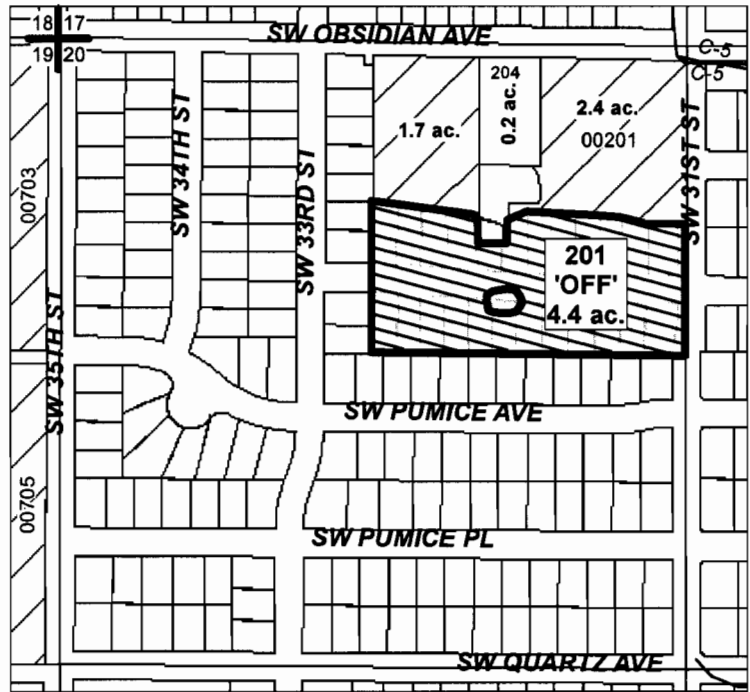 18 17
19 20
SW OBSIDIAN AVE
C-5
C-5
204
0.2 ac.
1.7 ac.
2.4 ac.
00201
SW 34TH ST
SW 33RD ST
SW 31ST ST
00703
201
'OFF'
4.4 ac.
SW 35TH ST
SW PUMICE AVE
00705
SW PUMICE PL
SW QUARTZ AVE